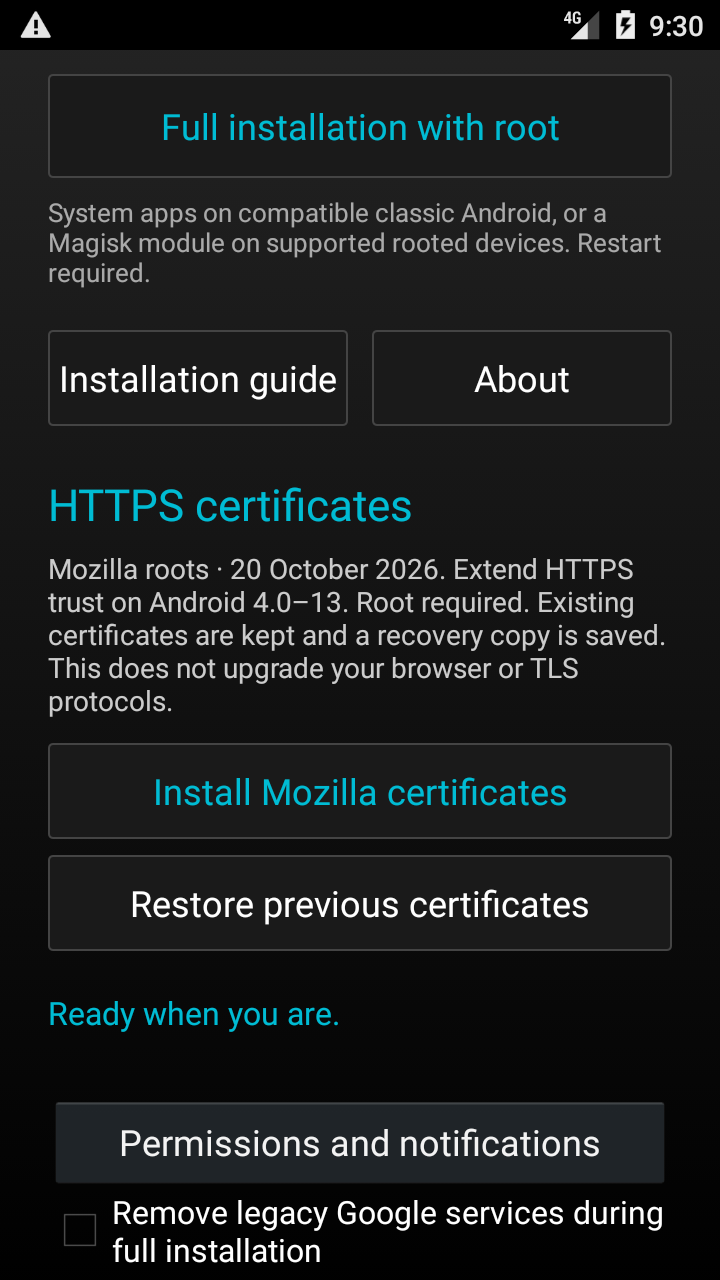 4G 9:30
Full installation with root
System apps on compatible classic Android, or a
Magisk module on supported rooted devices. Restart
required.
Installation guide
About
HTTPS certificates
Mozilla roots · 20 October 2026. Extend HTTPS
trust on Android 4.0–13. Root required. Existing
certificates are kept and a recovery copy is saved.
This does not upgrade your browser or TLS
protocols.
Install Mozilla certificates
Restore previous certificates
Ready when you are.
Permissions and notifications
Remove legacy Google services during
full installation